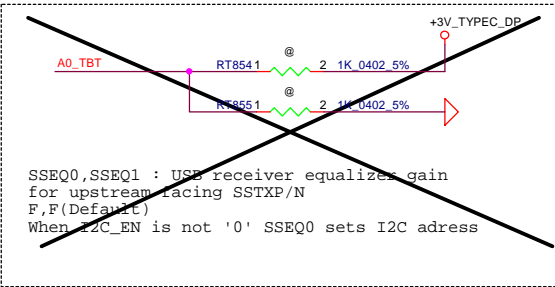 +3V_TYPEC_DP
@
A0_TBT RT854 1 2 1K_0402_5%
@
RT855 1 2 1K_0402_5%
SSEQ0,SSEQ1 : USB receiver equalizer gain
for upstream facing SSTXP/N
F,F(Default)
When I2C_EN is not '0' SSEQ0 sets I2C adress